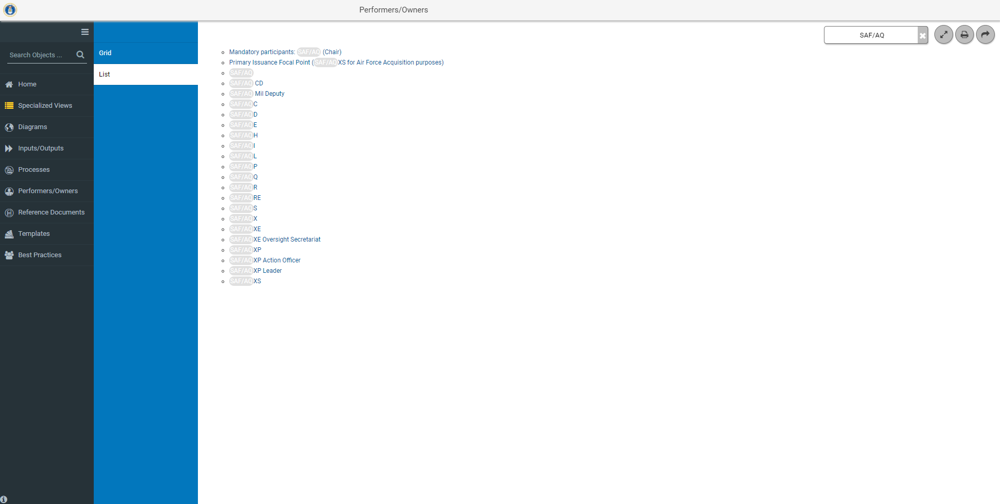 Performers/Owners
SAF/AQ
Search Objects ...
Home
Specialized Views
Diagrams
Inputs/Outputs
Processes
Performers/Owners
Reference Documents
Templates
Best Practices
Grid
List
Mandatory participants: SAF/AQ (Chair)
Primary Issuance Focal Point (SAF/AQXS for Air Force Acquisition purposes)
SAF/AQ
SAF/AQ CD
SAF/AQ Mil Deputy
SAF/AQC
SAF/AQD
SAF/AQE
SAF/AQH
SAF/AQI
SAF/AQL
SAF/AQP
SAF/AQQ
SAF/AQR
SAF/AQRE
SAF/AQS
SAF/AQX
SAF/AQXE
SAF/AQXE Oversight Secretariat
SAF/AQXP
SAF/AQXP Action Officer
SAF/AQXP Leader
SAF/AQXS